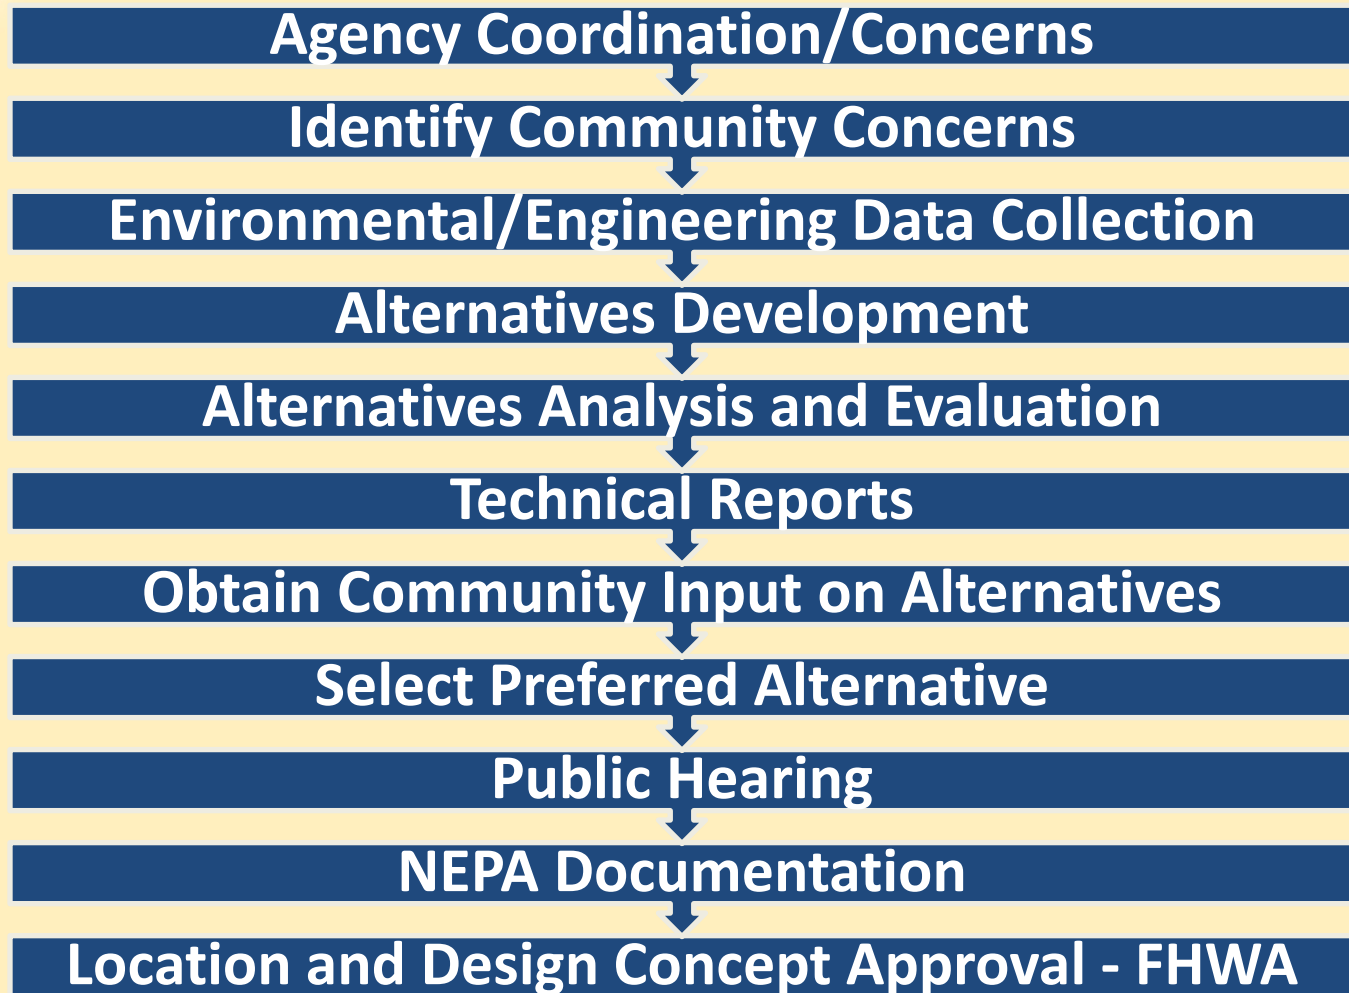 Agency Coordination/Concerns
Identify Community Concerns
Environmental/Engineering Data Collection
Alternatives Development
Alternatives Analysis and Evaluation
Technical Reports
Obtain Community Input on Alternatives
Select Preferred Alternative
Public Hearing
NEPA Documentation
Location and Design Concept Approval - FHWA